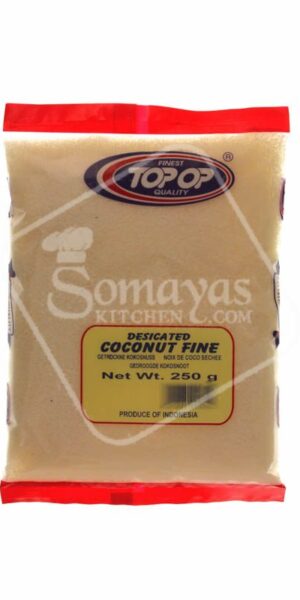 FINEST
TOP OP
®
QUALITY
Somayas
KITCHEN.COM
DESICATED
COCONUT FINE
GETROCKNE KOKOSNUSS NOIX DE COCO SECHEE
GEDROOGDE KOKOSNOOT
Net Wt. 250 g
PRODUCE OF INDONESIA